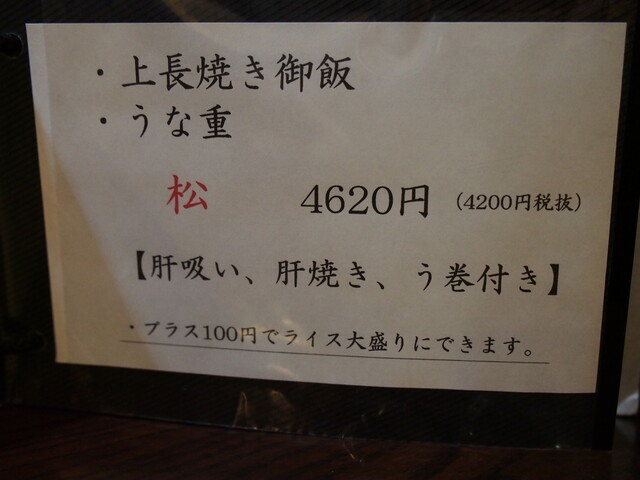 ・上長焼き御飯
・うな重
松 4620円 (4200円税抜)
【肝吸い、肝焼き、う巻付き】
・プラス100円でライス大盛りにできます。